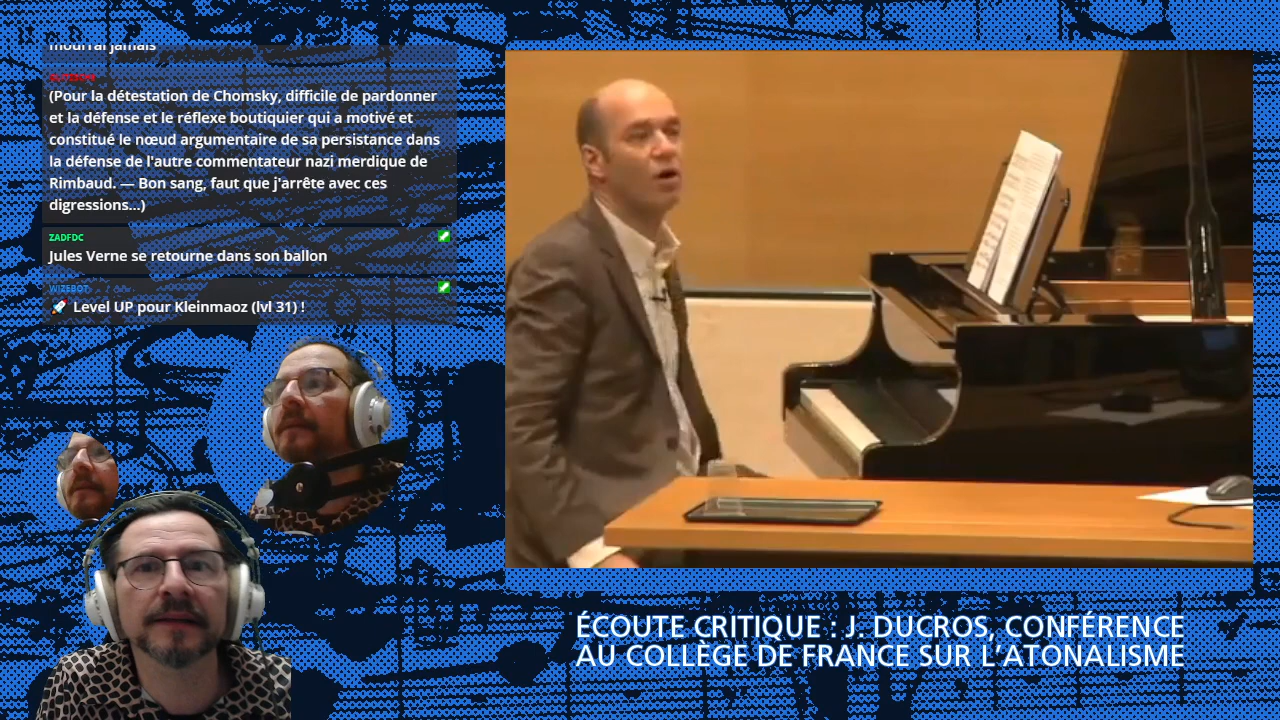 mourrai jamais
(Pour la détestation de Chomsky, difficile de pardonner
et la défense et le réflexe boutiquier qui a motivé et
constitué le nœud argumentaire de sa persistance dans
la défense de l'autre commentateur nazi merdique de
Rimbaud. — Bon sang, faut que j'arrête avec ces
digressions...)
ZADFDC
Jules Verne se retourne dans son ballon
WIZEBOT
🚀 Level UP pour Kleinmaoz (lvl 31) !
ÉCOUTE CRITIQUE : J. DUCROS, CONFÉRENCE
AU COLLÈGE DE FRANCE SUR L'ATONALISME